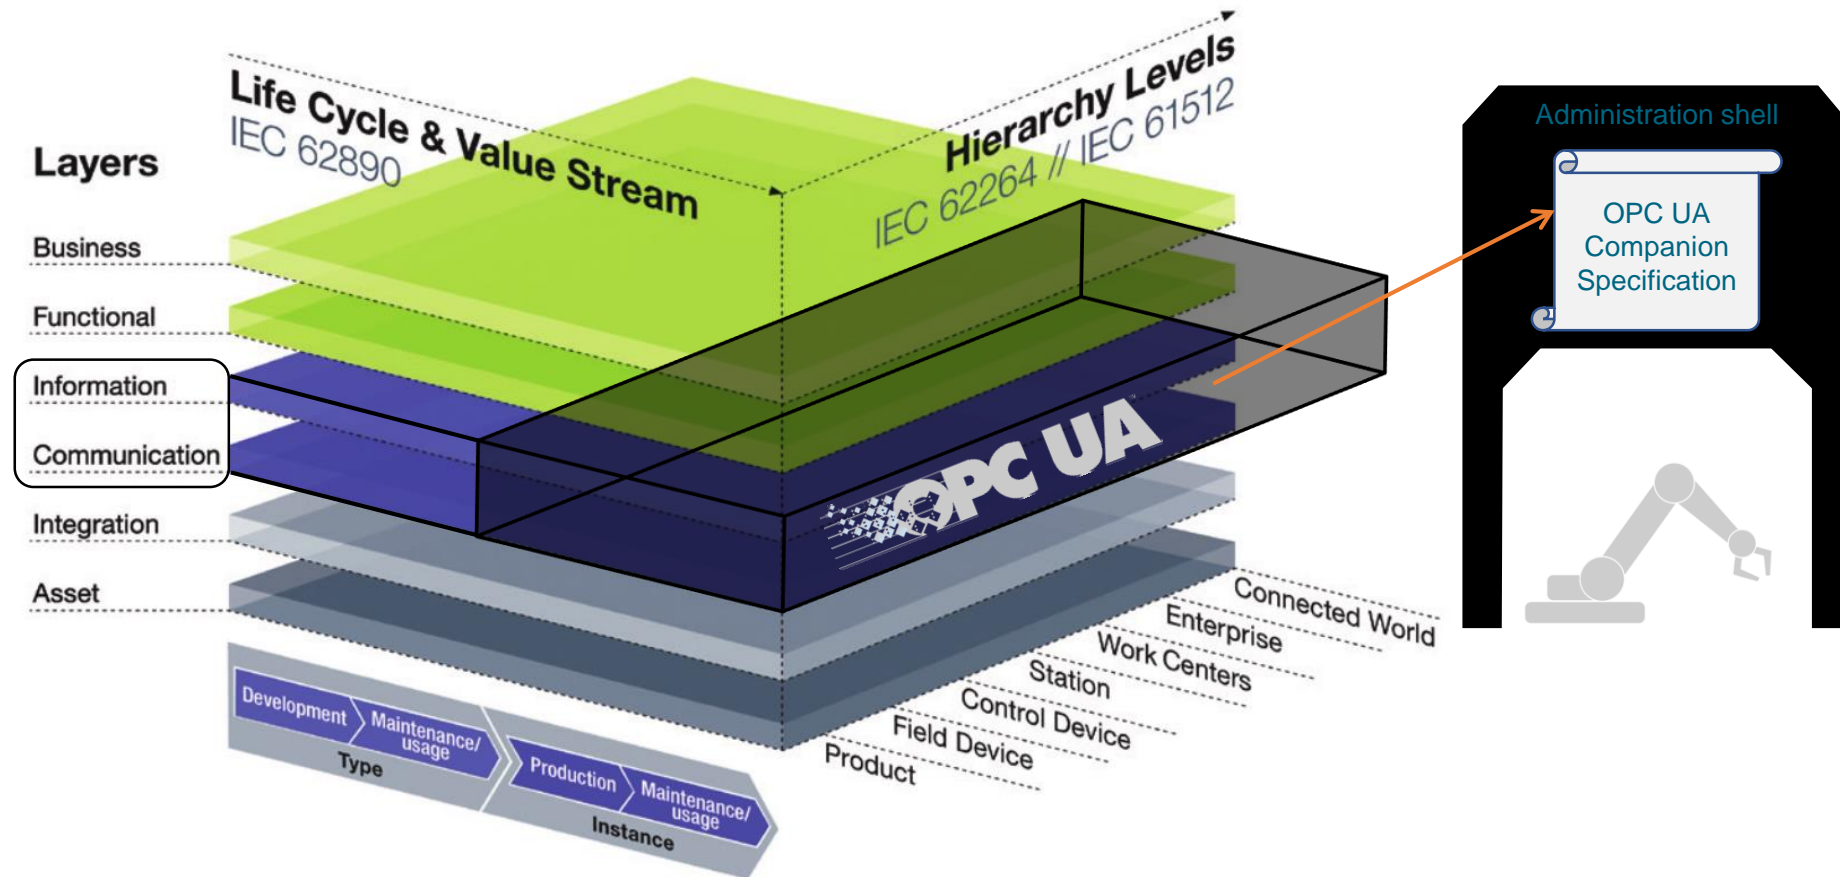 Life Cycle & Value Stream
IEC 62890
Hierarchy Levels
IEC 62264 // IEC 61512
Layers
Business
Functional
Information
Communication
Integration
Asset
OPC UA
Development
Maintenance/
usage
Type
Production
Maintenance/
usage
Instance
Product
Field Device
Control Device
Station
Work Centers
Enterprise
Connected World
Administration shell
OPC UA
Companion
Specification